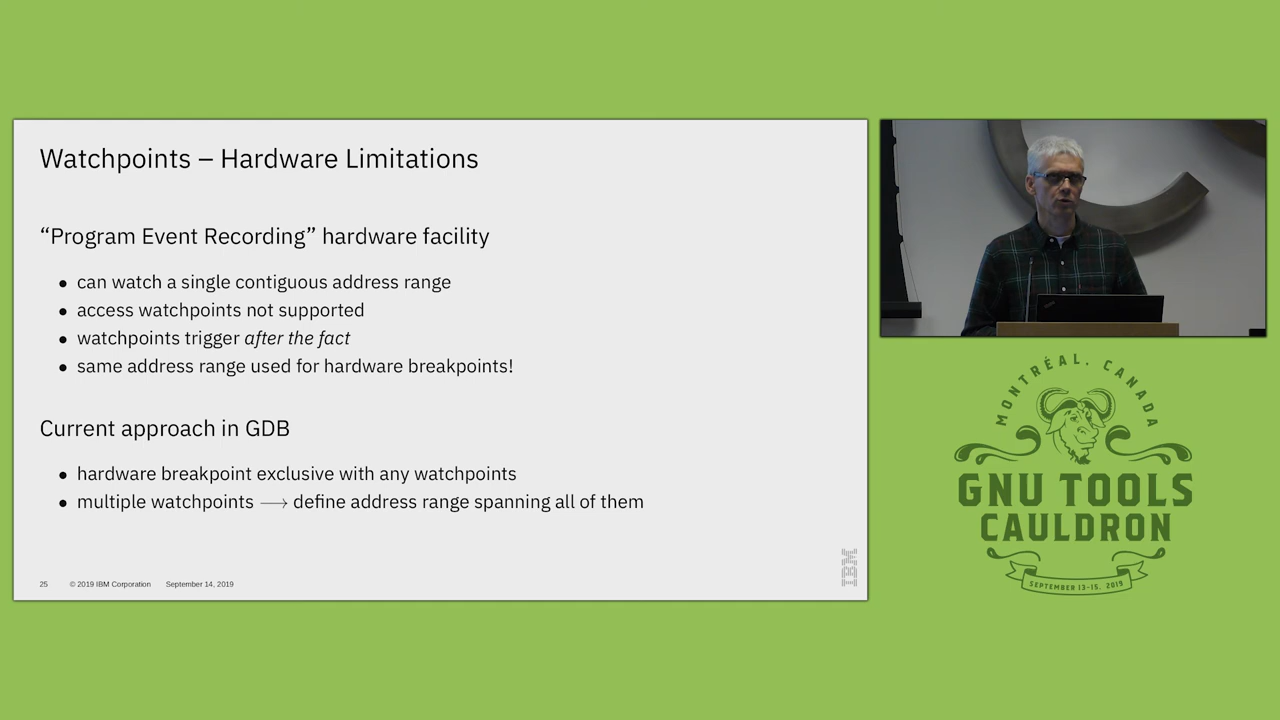 Watchpoints – Hardware Limitations
“Program Event Recording” hardware facility
● can watch a single contiguous address range
● access watchpoints not supported
● watchpoints trigger after the fact
● same address range used for hardware breakpoints!
Current approach in GDB
● hardware breakpoint exclusive with any watchpoints
● multiple watchpoints ⟶ define address range spanning all of them
25 © 2019 IBM Corporation September 14, 2019
IBM
MONTRÉAL. CANADA
GNU TOOLS
CAULDRON
SEPTEMBER 13-15, 2019